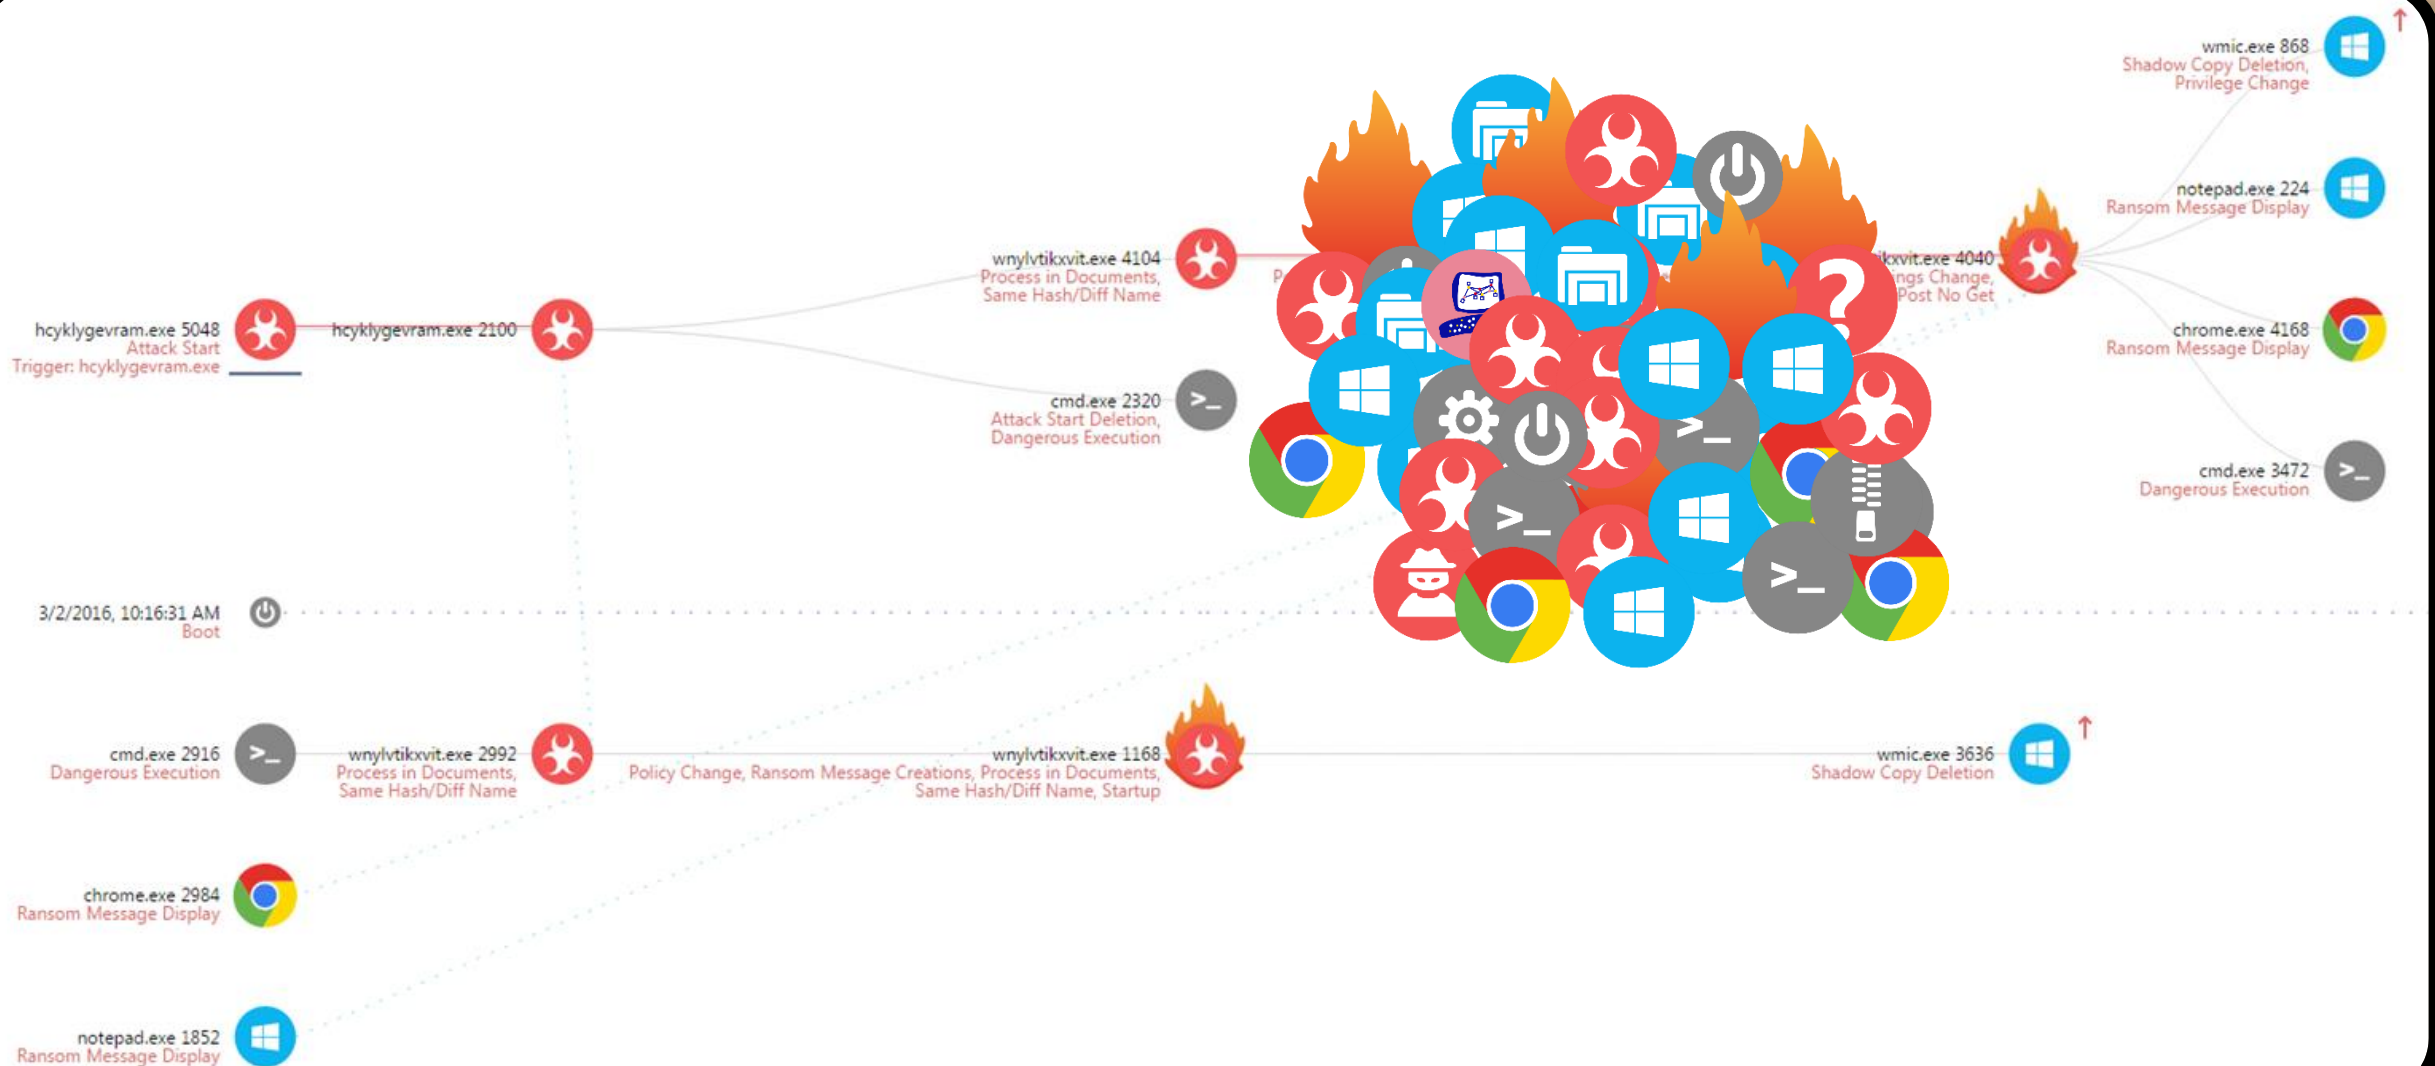 wmic.exe 868
Shadow Copy Deletion,
Privilege Change
notepad.exe 224
Ransom Message Display
wnylvtikxvit.exe 4104
Process in Documents,
Same Hash/Diff Name
4040
Change,
Post No Get
hcyklygevram.exe 5048
Attack Start
Trigger: hcyklygevram.exe
hcyklygevram.exe 2100
chrome.exe 4168
Ransom Message Display
cmd.exe 2320
Attack Start Deletion,
Dangerous Execution
cmd.exe 3472
Dangerous Execution
3/2/2016, 10:16:31 AM
Boot
cmd.exe 2916
Dangerous Execution
wnylvtikxvit.exe 2992
Process in Documents,
Same Hash/Diff Name
wnylvtikxvit.exe 1168
Policy Change, Ransom Message Creations, Process in Documents,
Same Hash/Diff Name, Startup
wmic.exe 3636
Shadow Copy Deletion
chrome.exe 2984
Ransom Message Display
notepad.exe 1852
Ransom Message Display